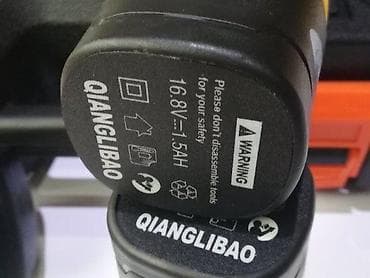 WARNING
Please don't disassemble tools
for your safety
16.8V⎓1.5AH
QIANGLIBAO
QIANGLIBAO